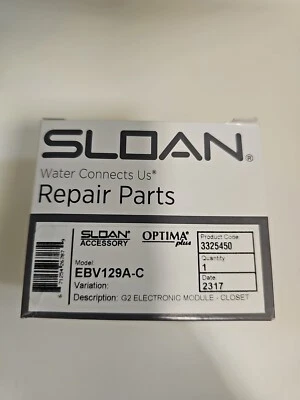 SLOAN®
Water Connects Us®
Repair Parts
SLOAN® ACCESSORY
OPTIMA® plus
Product Code:
3325450
Model:
EBV129A-C
Quantity
1
Variation:
Date:
2317
Description: G2 ELECTRONIC MODULE - CLOSET